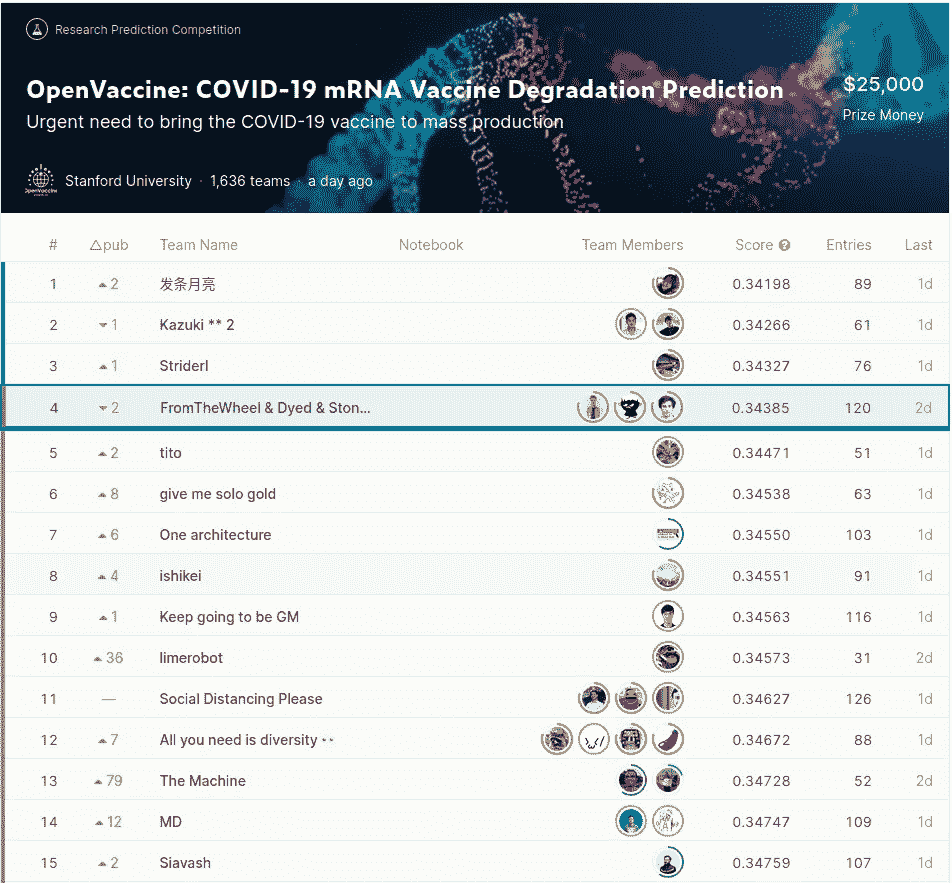 Research Prediction Competition
OpenVaccine: COVID-19 mRNA Vaccine Degradation Prediction
$25,000
Urgent need to bring the COVID-19 vaccine to mass production
Prize Money
Stanford University · 1,636 teams · a day ago
# △pub Team Name Notebook Team Members Score Entries Last
1 2 发条月亮 0.34198 89 1d
2 1 Kazuki ** 2 0.34266 61 1d
3 1 StriderI 0.34327 76 1d
4 2 FromTheWheel & Dyed & Ston... 0.34385 120 2d
5 2 tito 0.34471 51 1d
6 8 give me solo gold 0.34538 63 1d
7 6 One architecture 0.34550 103 1d
8 4 ishikei 0.34551 91 1d
9 1 Keep going to be GM 0.34563 116 1d
10 36 limerobot 0.34573 31 2d
11 — Social Distancing Please 0.34627 126 1d
12 7 All you need is diversity 0.34672 88 1d
13 79 The Machine 0.34728 52 2d
14 12 MD 0.34747 109 1d
15 2 Siavash 0.34759 107 1d